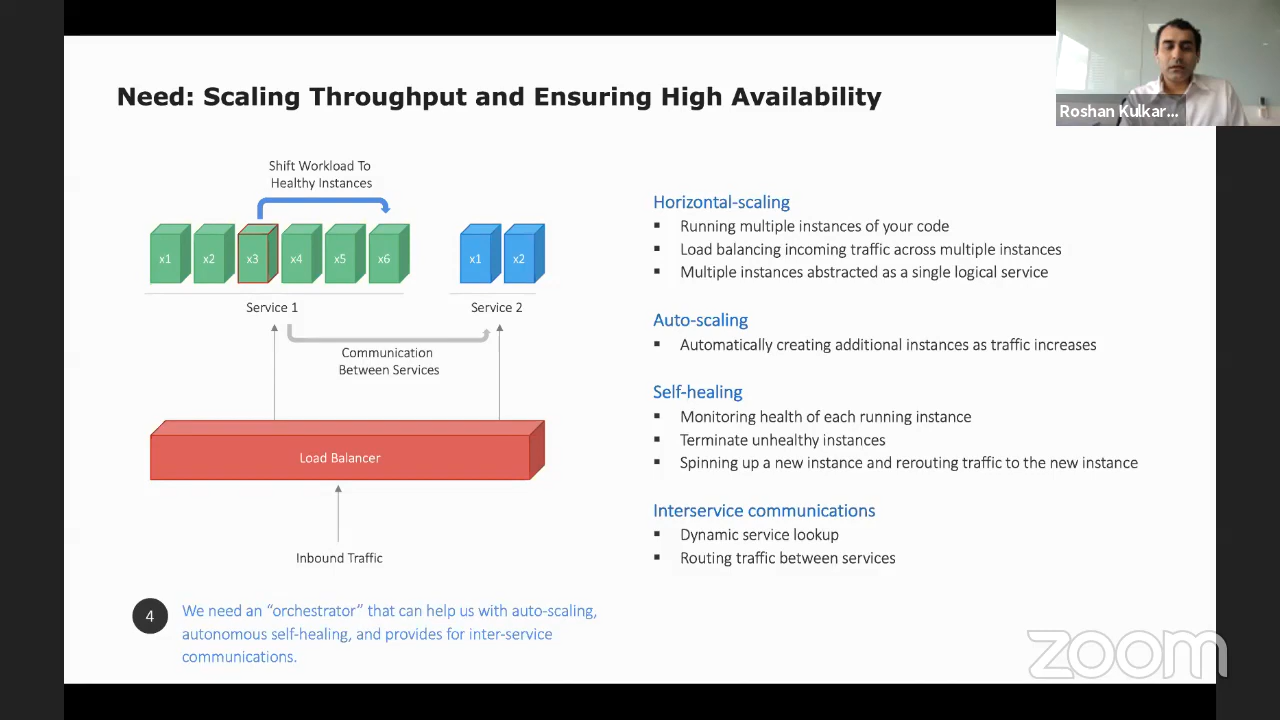 Need: Scaling Throughput and Ensuring High Availability
Roshan Kulkar...
Shift Workload To
Healthy Instances
x1
x2
x3
x4
x5
x6
x1
x2
Service 1
Service 2
Communication
Between Services
Load Balancer
Inbound Traffic
4
We need an “orchestrator” that can help us with auto-scaling,
autonomous self-healing, and provides for inter-service
communications.
Horizontal-scaling
▪ Running multiple instances of your code
▪ Load balancing incoming traffic across multiple instances
▪ Multiple instances abstracted as a single logical service
Auto-scaling
▪ Automatically creating additional instances as traffic increases
Self-healing
▪ Monitoring health of each running instance
▪ Terminate unhealthy instances
▪ Spinning up a new instance and rerouting traffic to the new instance
Interservice communications
▪ Dynamic service lookup
▪ Routing traffic between services
zoom